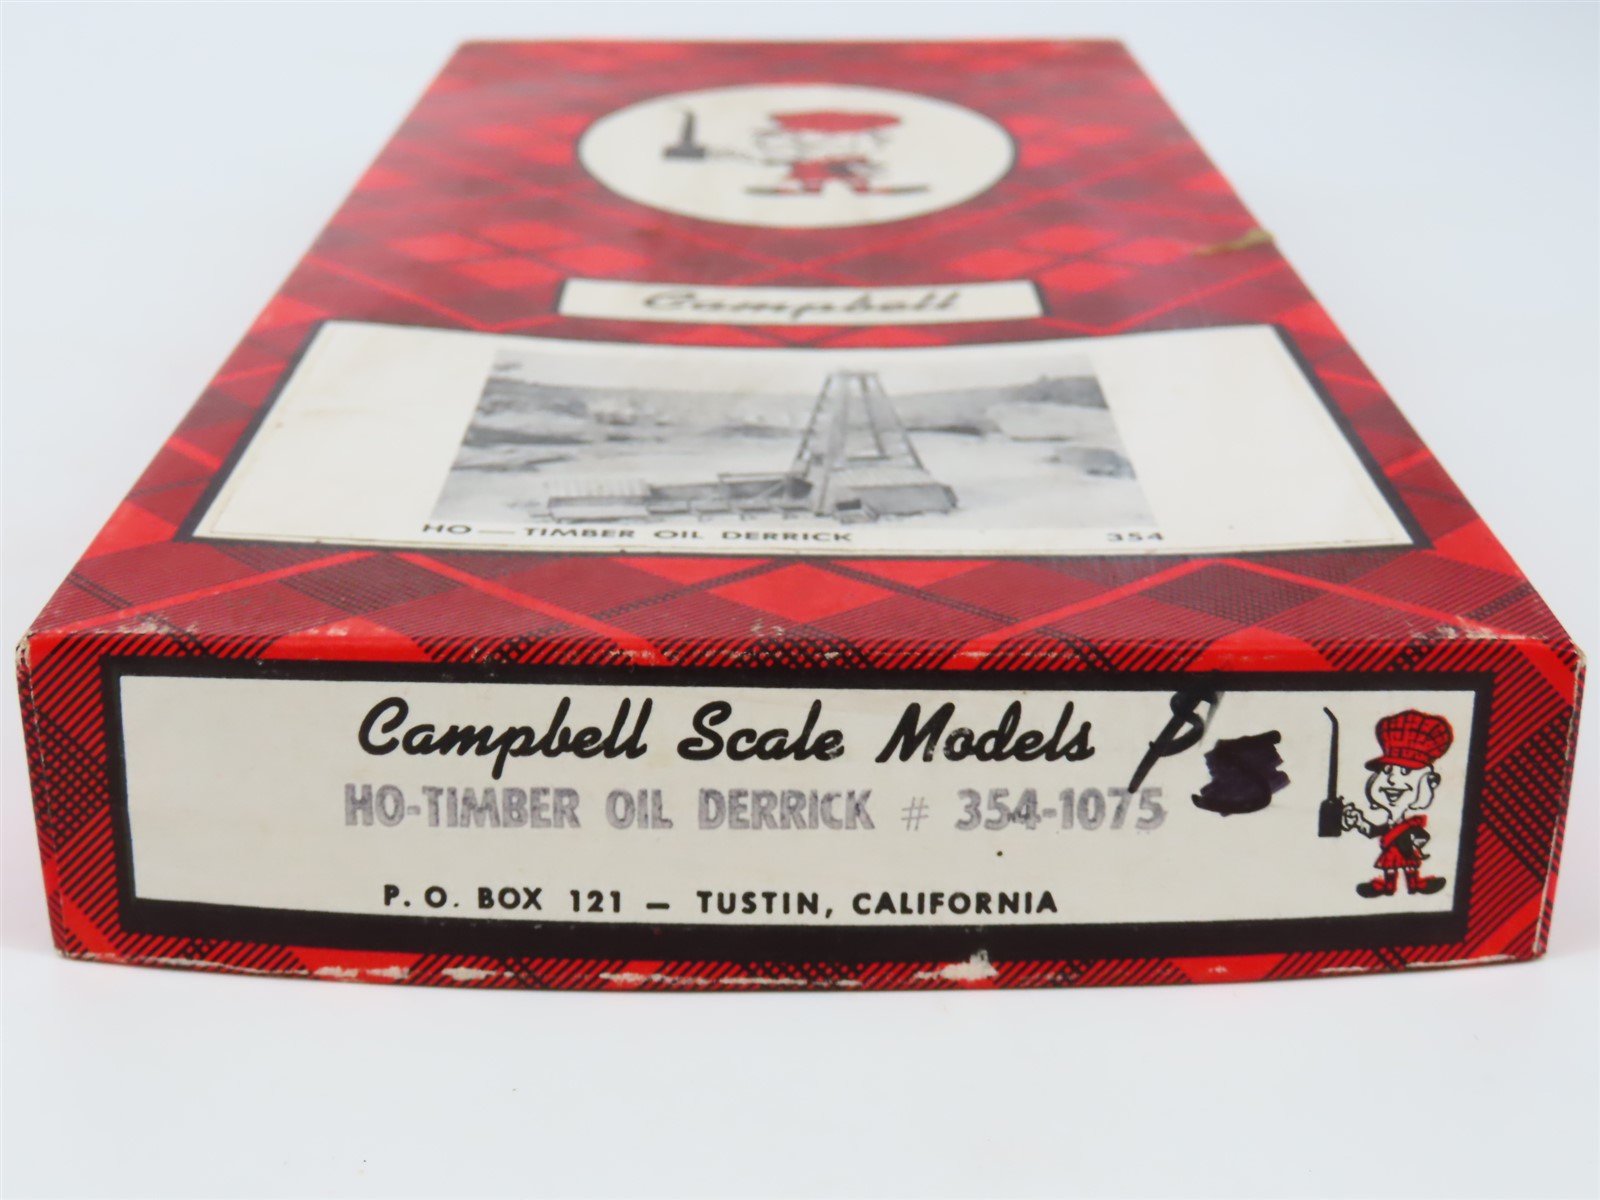 Campbell
HO — TIMBER OIL DERRICK 354
Campbell Scale Models
HO-TIMBER OIL DERRICK # 354-1075
P. O. BOX 121 — TUSTIN, CALIFORNIA